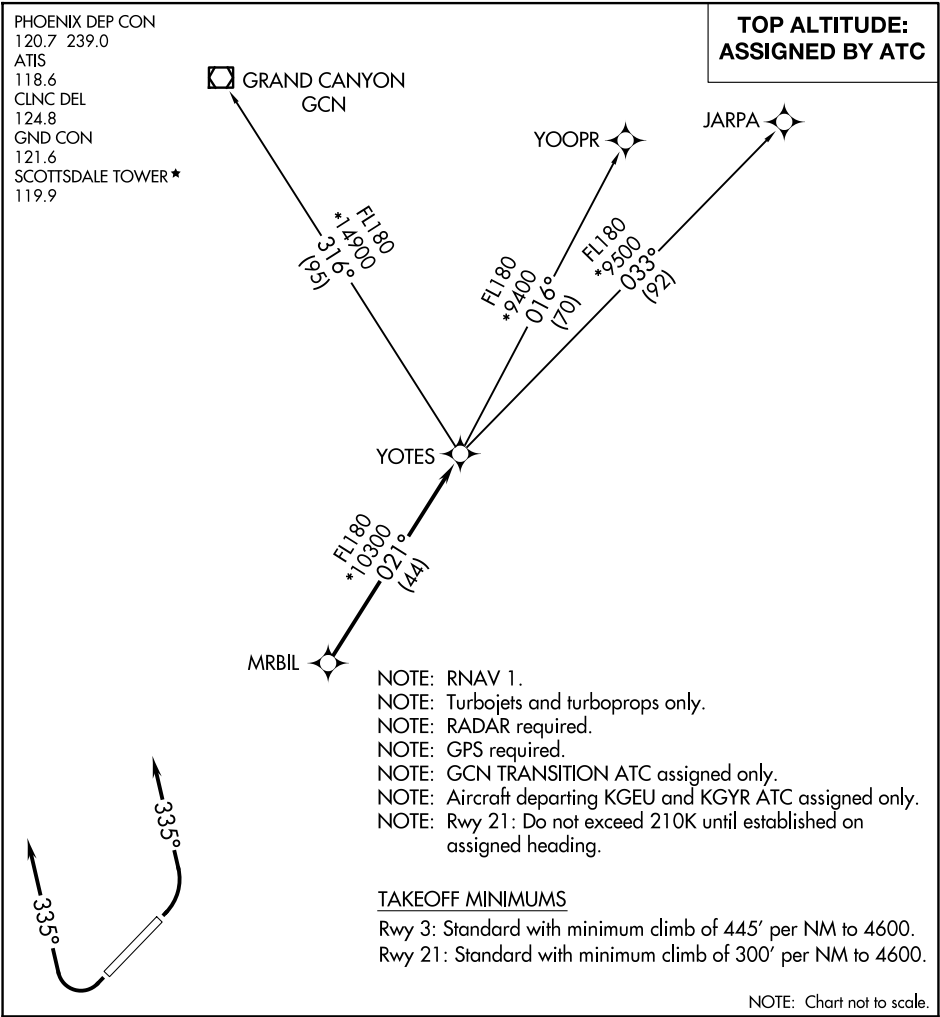 PHOENIX DEP CON
120.7 239.0
ATIS
118.6
CLNC DEL
124.8
GND CON
121.6
SCOTTSDALE TOWER★
119.9
TOP ALTITUDE:
ASSIGNED BY ATC
GRAND CANYON
GCN
YOOPR
JARPA
FL180
*14900
316°
(95)
FL180
*9400
016°
(70)
FL180
*9500
033°
(92)
YOTES
FL180
*10300
021°
(44)
MRBIL
NOTE: RNAV 1.
NOTE: Turbojets and turboprops only.
NOTE: RADAR required.
NOTE: GPS required.
NOTE: GCN TRANSITION ATC assigned only.
NOTE: Aircraft departing KGEU and KGYR ATC assigned only.
NOTE: Rwy 21: Do not exceed 210K until established on
assigned heading.
335°
335°
TAKEOFF MINIMUMS
Rwy 3: Standard with minimum climb of 445' per NM to 4600.
Rwy 21: Standard with minimum climb of 300' per NM to 4600.
NOTE: Chart not to scale.